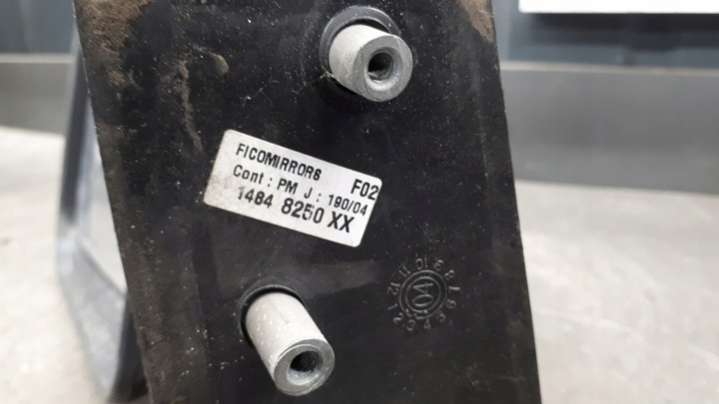 FICOMIRRORS F02
Cont : PM J : 190/04
1484 8250 XX